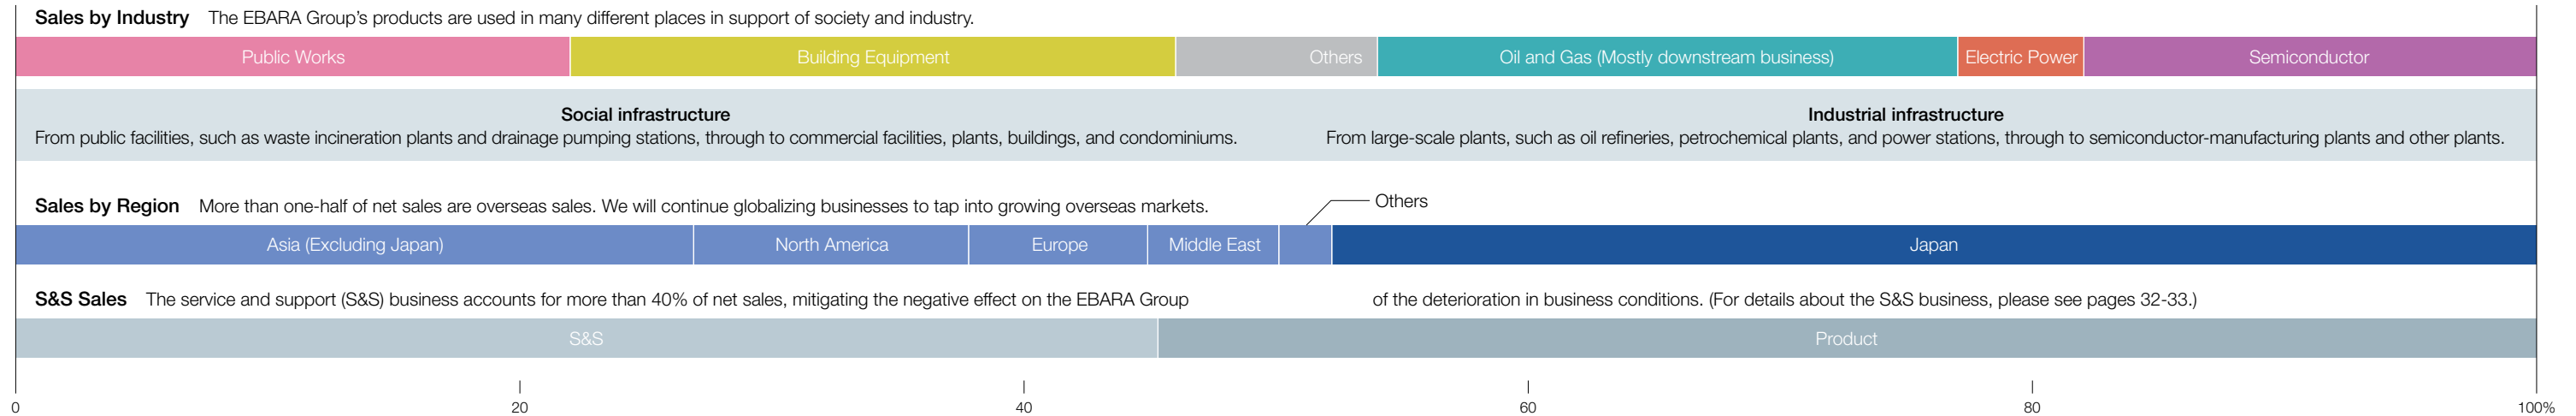 Sales by Industry The EBARA Group’s products are used in many different places in support of society and industry.
Public Works Building Equipment Others Oil and Gas (Mostly downstream business) Electric Power Semiconductor
Social infrastructure Industrial infrastructure
From public facilities, such as waste incineration plants and drainage pumping stations, through to commercial facilities, plants, buildings, and condominiums. From large-scale plants, such as oil refineries, petrochemical plants, and power stations, through to semiconductor-manufacturing plants and other plants.
Others
Sales by Region More than one-half of net sales are overseas sales. We will continue globalizing businesses to tap into growing overseas markets.
Asia (Excluding Japan) North America Europe Middle East Japan
S&S Sales The service and support (S&S) business accounts for more than 40% of net sales, mitigating the negative effect on the EBARA Group of the deterioration in business conditions. (For details about the S&S business, please see pages 32-33.)
S&S Product
0 20 40 60 80 100%